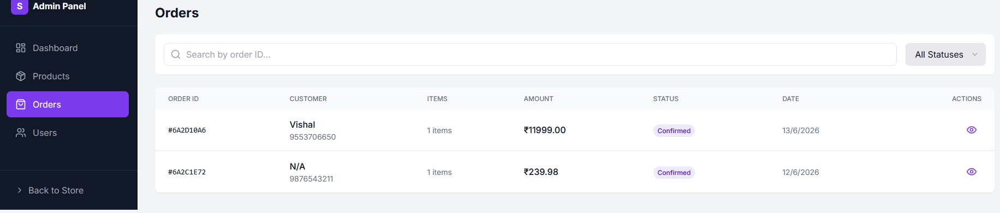 S Admin Panel
Dashboard
Products
Orders
Users
Back to Store
Orders
Search by order ID...
All Statuses
ORDER ID CUSTOMER ITEMS AMOUNT STATUS DATE ACTIONS
#6A2D10A6 Vishal 9553706650 1 items ₹11999.00 Confirmed 13/6/2026
#6A2C1E72 N/A 9876543211 1 items ₹239.98 Confirmed 12/6/2026